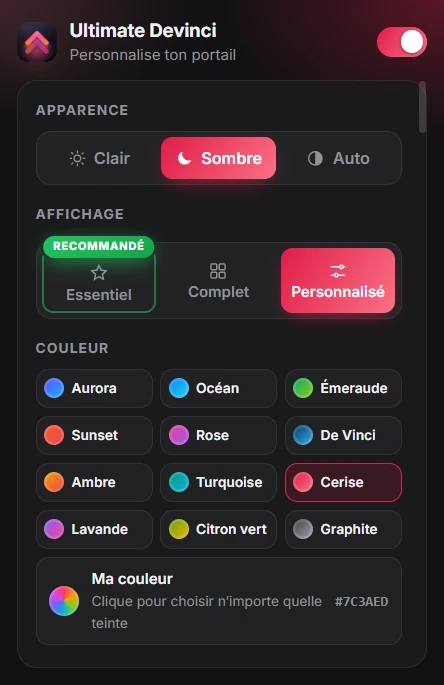 Ultimate Devinci
Personnalise ton portail
APPARENCE
Clair
Sombre
Auto
AFFICHAGE
RECOMMANDÉ
Essentiel
Complet
Personnalisé
COULEUR
Aurora
Océan
Émeraude
Sunset
Rose
De Vinci
Ambre
Turquoise
Cerise
Lavande
Citron vert
Graphite
Ma couleur
Clique pour choisir n’importe quelle
teinte
#7C3AED